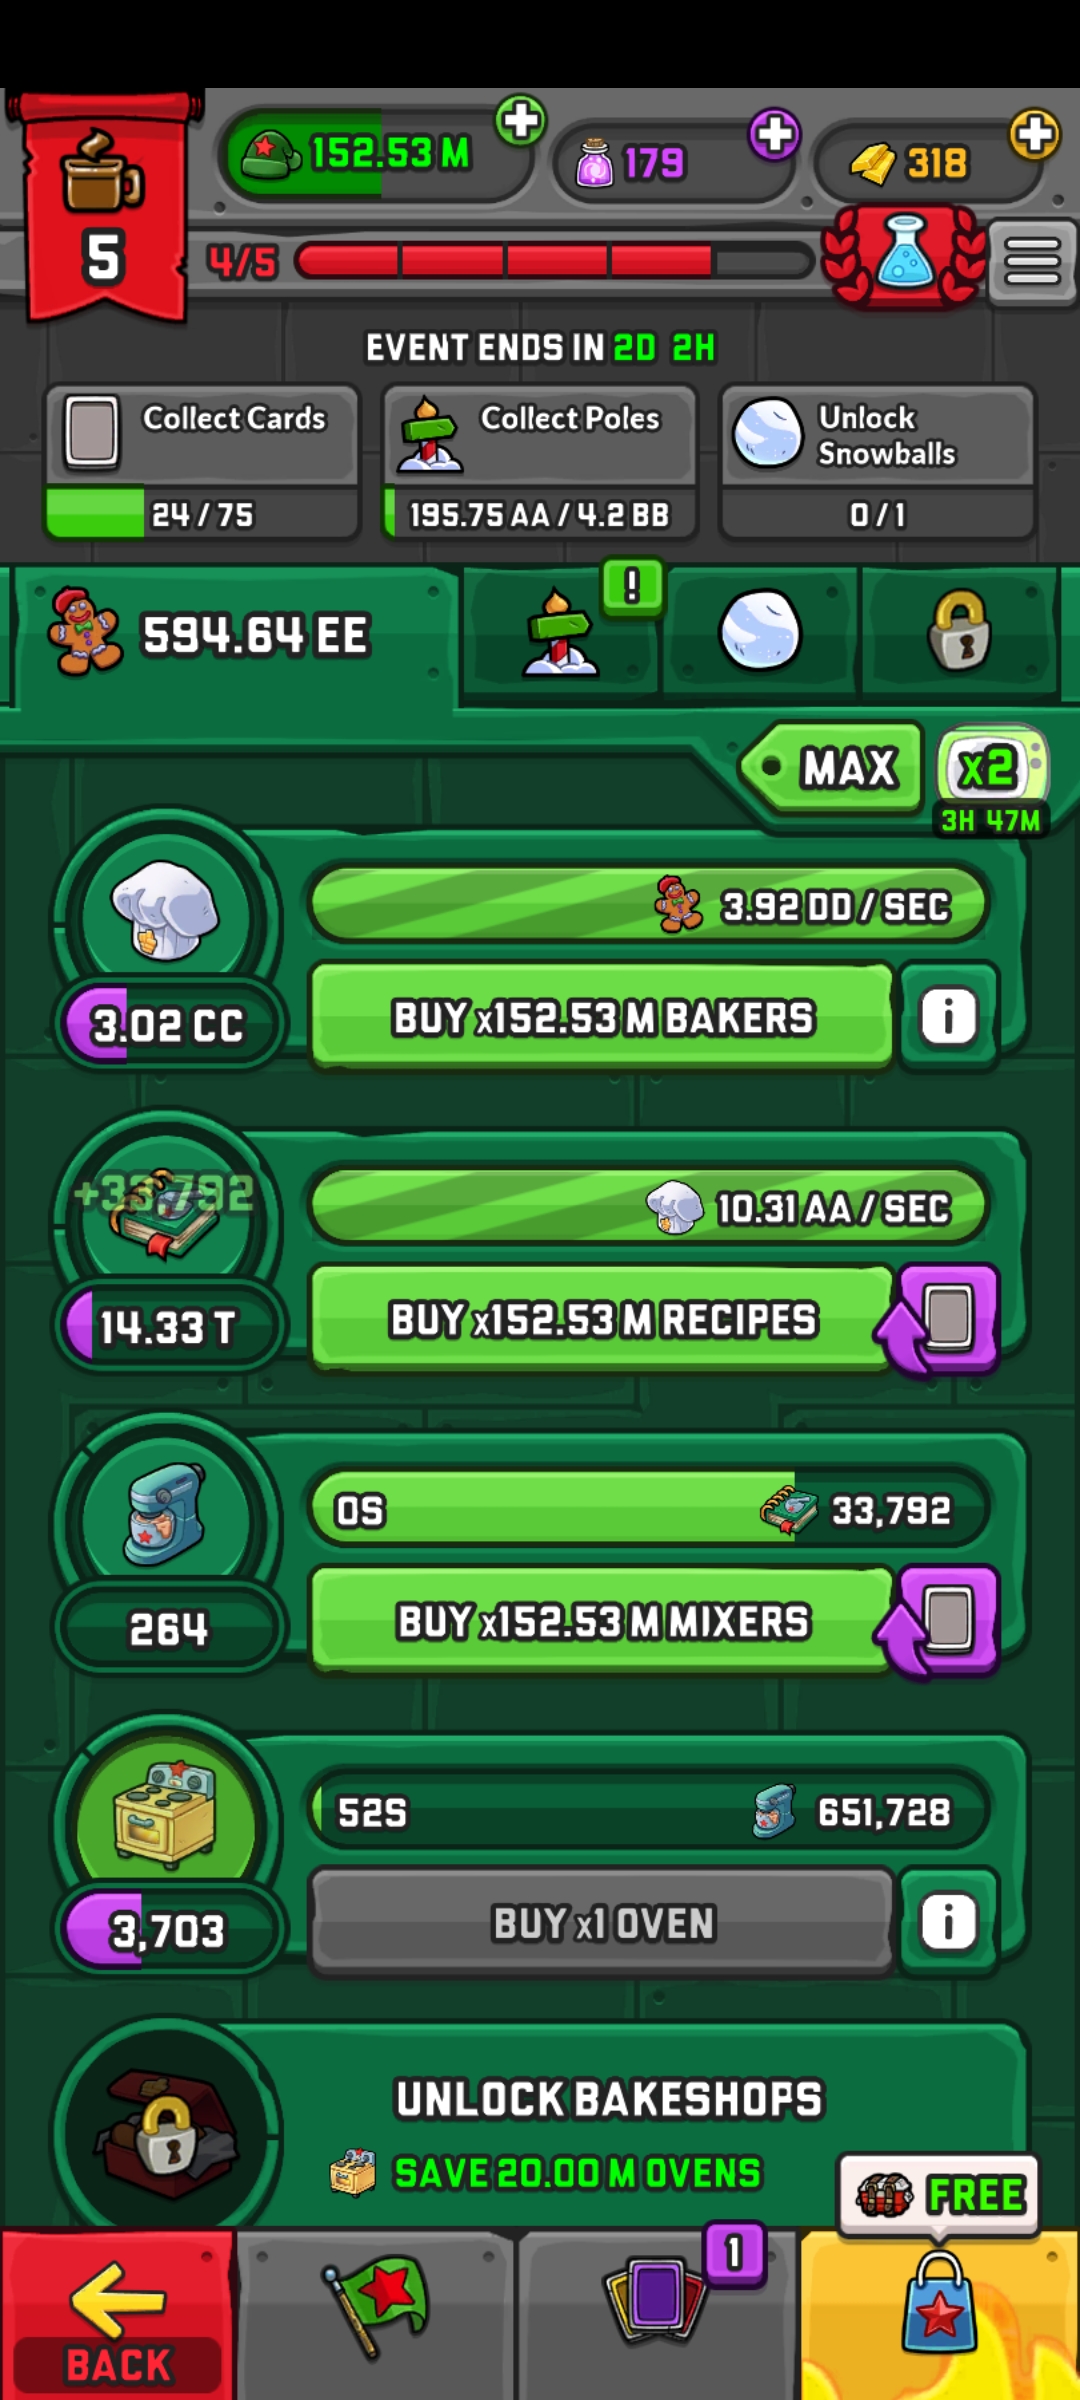 152.53 M
179
318
5
4/5
EVENT ENDS IN 2D 2H
Collect Cards
24 / 75
Collect Poles
195.75 AA / 4.2 BB
Unlock
Snowballs
0 / 1
594.64 EE
!
MAX
x2
3H 47M
3.92 DD / SEC
3.02 CC
BUY x152.53 M BAKERS
i
+33,792
10.31 AA / SEC
14.33 T
BUY x152.53 M RECIPES
0S
33,792
264
BUY x152.53 M MIXERS
52S
651,728
3,703
BUY x1 OVEN
i
UNLOCK BAKESHOPS
SAVE 20.00 M OVENS
FREE
1
BACK